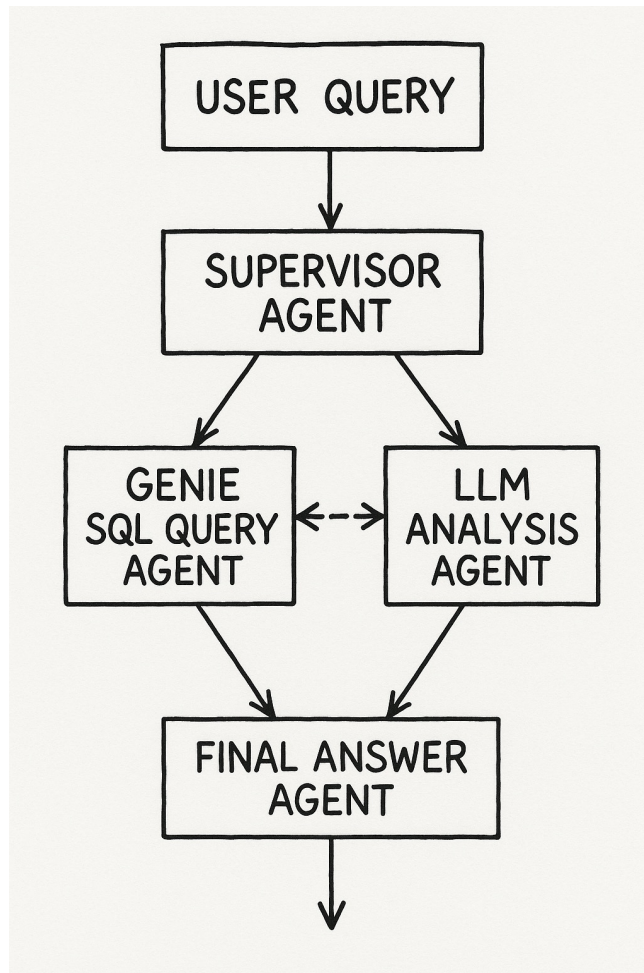 USER QUERY
SUPERVISOR
AGENT
GENIE
SQL QUERY
AGENT
LLM
ANALYSIS
AGENT
FINAL ANSWER
AGENT